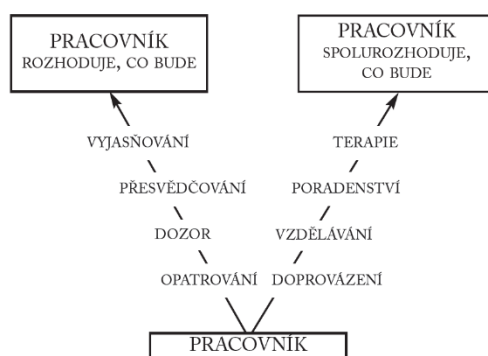 PRACOVNÍK
ROZHODUJE, CO BUDE
PRACOVNÍK
SPOLUROZHODUJE,
CO BUDE
VYJASŇOVÁNÍ
TERAPIE
PŘESVĚDČOVÁNÍ
PORADENSTVÍ
DOZOR
VZDĚLÁVÁNÍ
OPATROVÁNÍ
DOPROVÁZENÍ
PRACOVNÍK